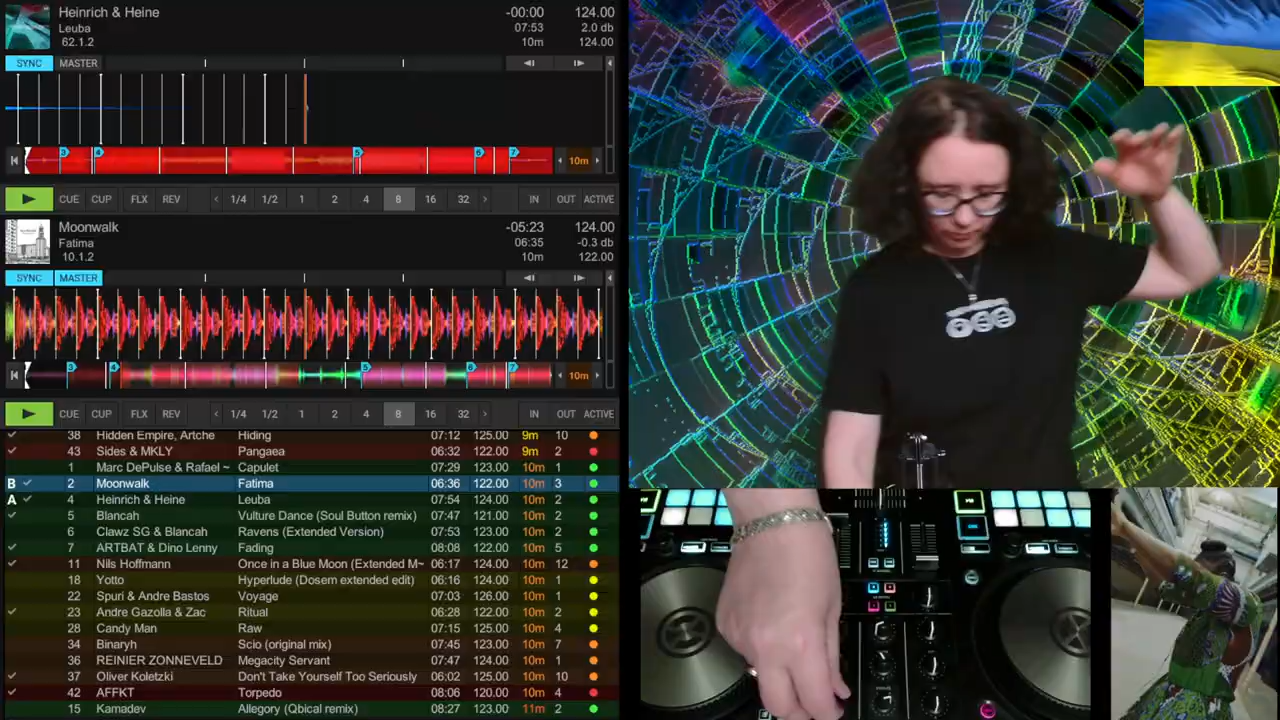 Heinrich & Heine -00:00 124.00
Leuba 07:53 2.0 db
62.1.2 10m 124.00
SYNC MASTER
3 4 5 6 7 10m
CUE CUP FLX REV 1/4 1/2 1 2 4 8 16 32 IN OUT ACTIVE
Moonwalk -05:23 124.00
Fatima 06:35 -0.3 db
10.1.2 10m 122.00
SYNC MASTER
3 4 5 6 7 10m
CUE CUP FLX REV 1/4 1/2 1 2 4 8 16 32 IN OUT ACTIVE
38 Hidden Empire, Artche Hiding 07:12 125.00 9m 10
43 Sides & MKLY Pangaea 06:32 122.00 9m 2
1 Marc DePulse & Rafael ~ Capulet 07:29 123.00 10m 1
B 2 Moonwalk Fatima 06:36 122.00 10m 3
A 4 Heinrich & Heine Leuba 07:54 124.00 10m 2
5 Blancah Vulture Dance (Soul Button remix) 07:47 121.00 10m 2
6 Clawz SG & Blancah Ravens (Extended Version) 07:53 123.00 10m 2
7 ARTBAT & Dino Lenny Fading 08:08 122.00 10m 5
11 Nils Hoffmann Once in a Blue Moon (Extended M~ 06:17 124.00 10m 12
18 Yotto Hyperlude (Dosem extended edit) 06:16 124.00 10m 1
22 Spuri & Andre Bastos Voyage 07:03 126.00 10m 1
23 Andre Gazolla & Zac Ritual 06:28 122.00 10m 2
28 Candy Man Raw 07:15 125.00 10m 4
34 Binaryh Scio (original mix) 07:45 123.00 10m 7
36 REINIER ZONNEVELD Megacity Servant 07:47 124.00 10m 1
37 Oliver Koletzki Don't Take Yourself Too Seriously 06:02 125.00 10m 10
42 AFFKT Torpedo 08:06 120.00 10m 4
15 Kamadev Allegory (Qbical remix) 08:27 123.00 11m 2